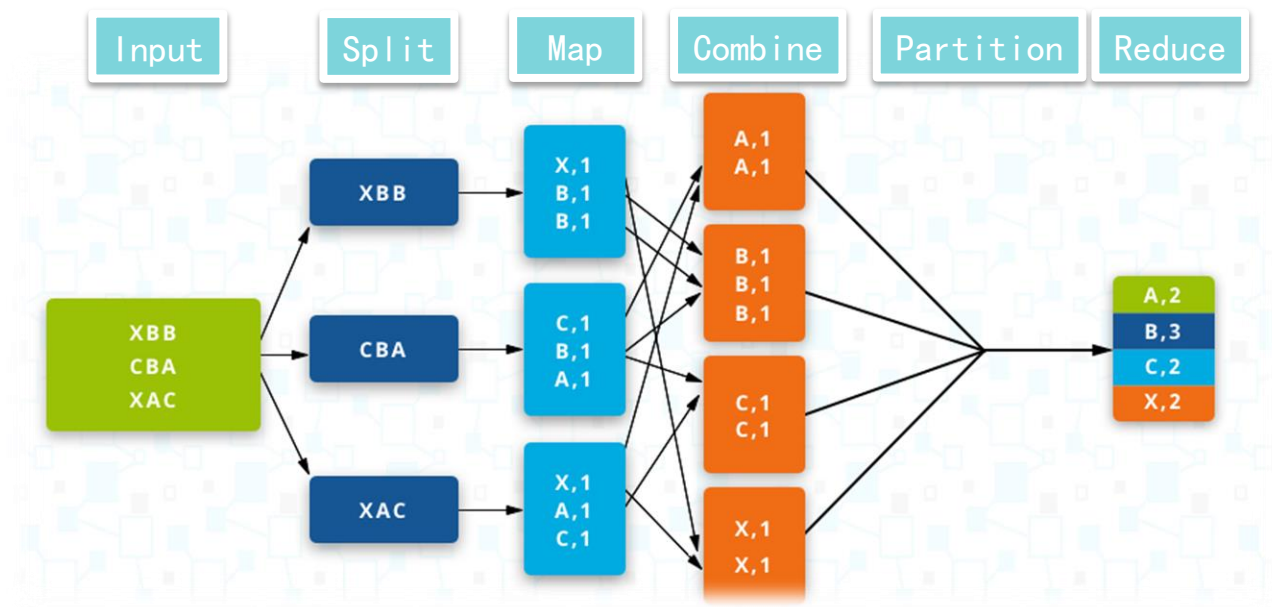 Input
Split
Map
Combine
Partition
Reduce
XBB
CBA
XAC
XBB
CBA
XAC
X,1
B,1
B,1
C,1
B,1
A,1
X,1
A,1
C,1
A,1
A,1
B,1
B,1
B,1
C,1
C,1
X,1
X,1
A,2
B,3
C,2
X,2